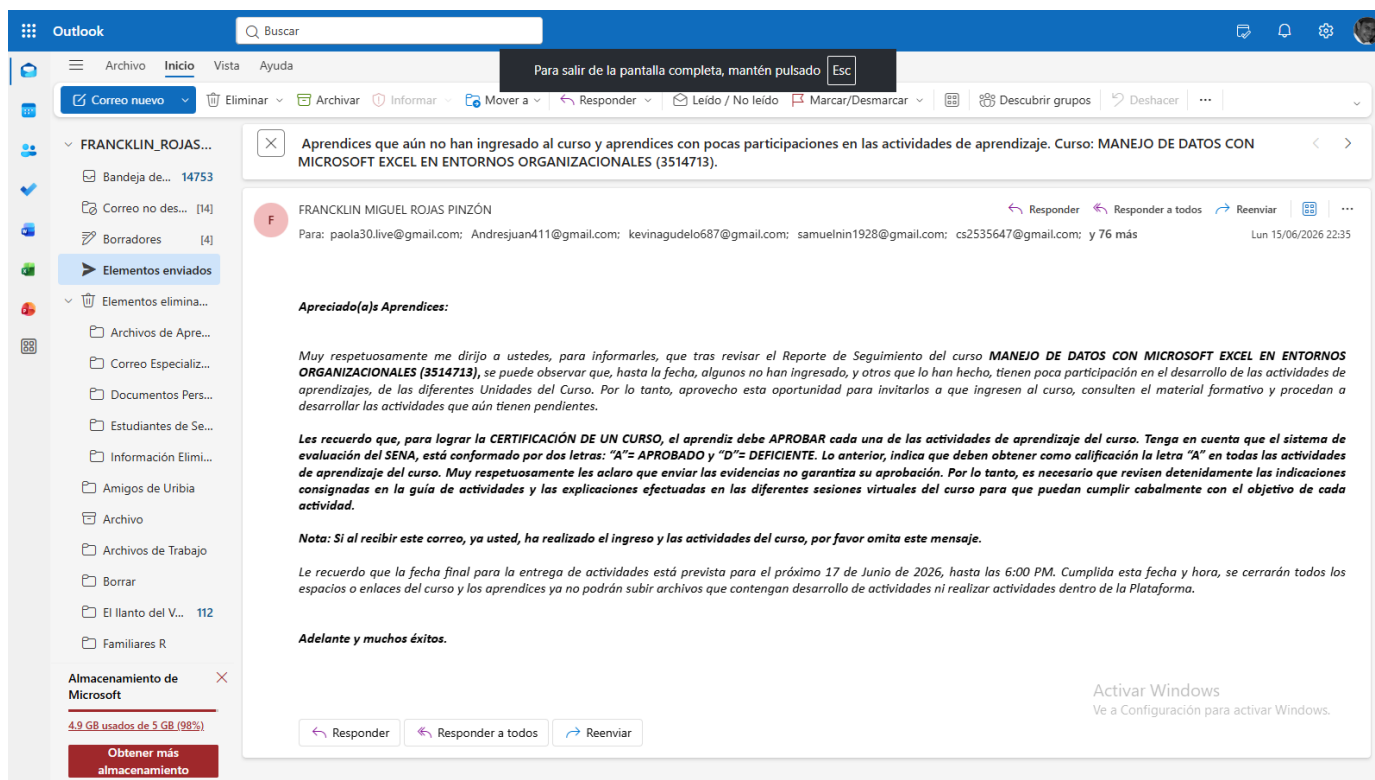 Outlook
Buscar
Para salir de la pantalla completa, mantén pulsado Esc
Archivo Inicio Vista Ayuda
Correo nuevo Eliminar Archivar Informar Mover a Responder Leído / No leído Marcar/Desmarcar Descubrir grupos Deshacer ...
FRANCKLIN_ROJAS...
Bandeja de... 14753
Correo no des... [14]
Borradores [4]
Elementos enviados
Elementos elimina...
Archivos de Apre...
Correo Especializ...
Documentos Pers...
Estudiantes de Se...
Información Elimi...
Amigos de Uribia
Archivo
Archivos de Trabajo
Borrar
El llanto del V... 112
Familiares R
Almacenamiento de
Microsoft
4.9 GB usados de 5 GB (98%)
Obtener más
almacenamiento
Aprendices que aún no han ingresado al curso y aprendices con pocas participaciones en las actividades de aprendizaje. Curso: MANEJO DE DATOS CON
MICROSOFT EXCEL EN ENTORNOS ORGANIZACIONALES (3514713).
F
FRANCKLIN MIGUEL ROJAS PINZÓN
Responder Responder a todos Reenviar ...
Para: paola30.live@gmail.com; Andresjuan411@gmail.com; kevinagudelo687@gmail.com; samuelnin1928@gmail.com; cs2535647@gmail.com; y 76 más
Lun 15/06/2026 22:35
Apreciado(a)s Aprendices:
Muy respetuosamente me dirijo a ustedes, para informarles, que tras revisar el Reporte de Seguimiento del curso MANEJO DE DATOS CON MICROSOFT EXCEL EN ENTORNOS
ORGANIZACIONALES (3514713), se puede observar que, hasta la fecha, algunos no han ingresado, y otros que lo han hecho, tienen poca participación en el desarrollo de las actividades de
aprendizajes, de las diferentes Unidades del Curso. Por lo tanto, aprovecho esta oportunidad para invitarlos a que ingresen al curso, consulten el material formativo y procedan a
desarrollar las actividades que aún tienen pendientes.
Les recuerdo que, para lograr la CERTIFICACIÓN DE UN CURSO, el aprendiz debe APROBAR cada una de las actividades de aprendizaje del curso. Tenga en cuenta que el sistema de
evaluación del SENA, está conformado por dos letras: “A”= APROBADO y “D”= DEFICIENTE. Lo anterior, indica que deben obtener como calificación la letra “A” en todas las actividades
de aprendizaje del curso. Muy respetuosamente les aclaro que enviar las evidencias no garantiza su aprobación. Por lo tanto, es necesario que revisen detenidamente las indicaciones
consignadas en la guía de actividades y las explicaciones efectuadas en las diferentes sesiones virtuales del curso para que puedan cumplir cabalmente con el objetivo de cada
actividad.
Nota: Si al recibir este correo, ya usted, ha realizado el ingreso y las actividades del curso, por favor omita este mensaje.
Le recuerdo que la fecha final para la entrega de actividades está prevista para el próximo 17 de Junio de 2026, hasta las 6:00 PM. Cumplida esta fecha y hora, se cerrarán todos los
espacios o enlaces del curso y los aprendices ya no podrán subir archivos que contengan desarrollo de actividades ni realizar actividades dentro de la Plataforma.
Adelante y muchos éxitos.
Responder Responder a todos Reenviar
Activar Windows
Ve a Configuración para activar Windows.